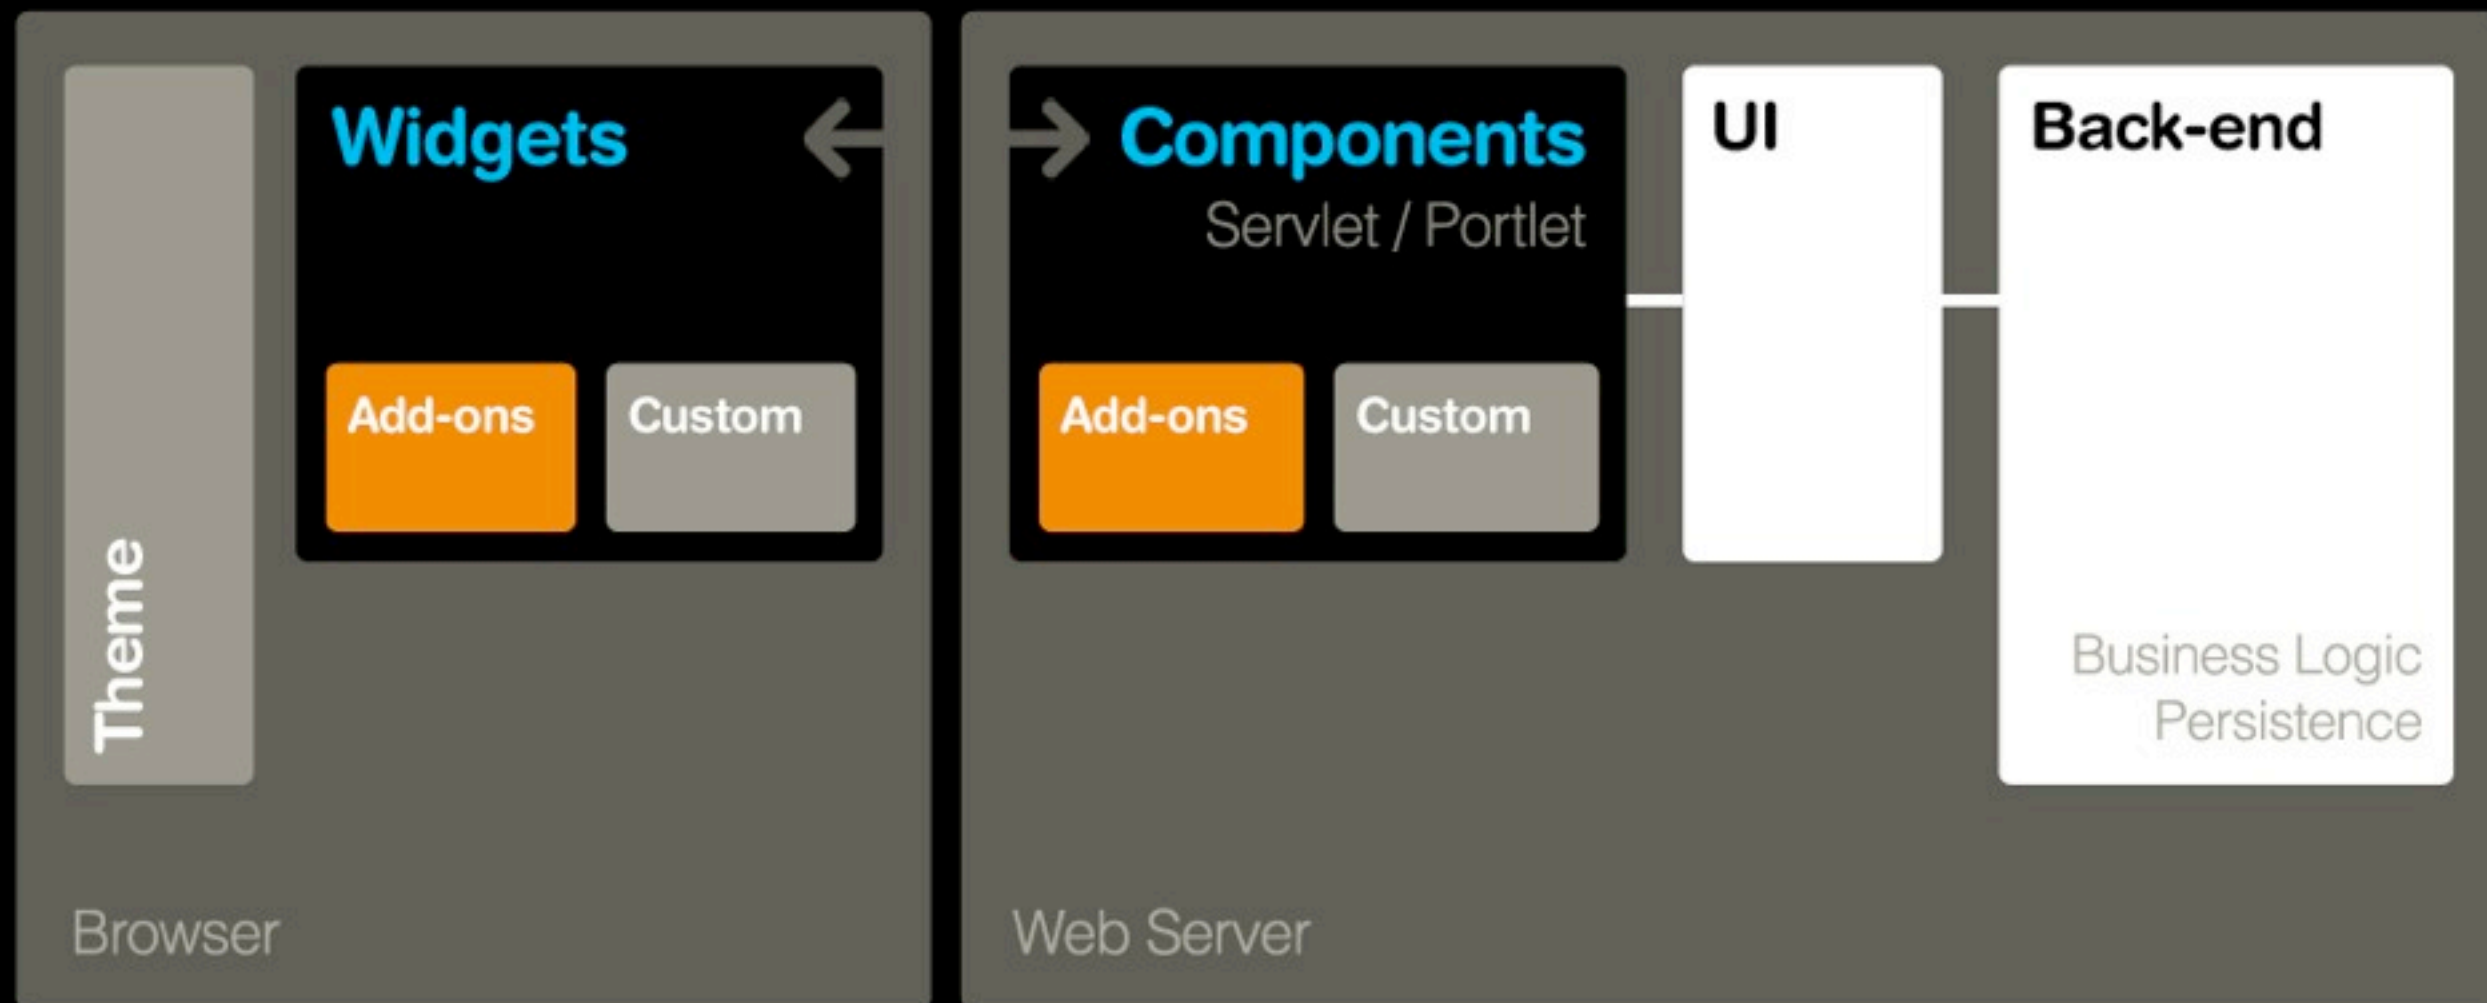 Theme
Widgets
Add-ons
Custom
Browser
Components
Servlet / Portlet
Add-ons
Custom
UI
Back-end
Business Logic
Persistence
Web Server